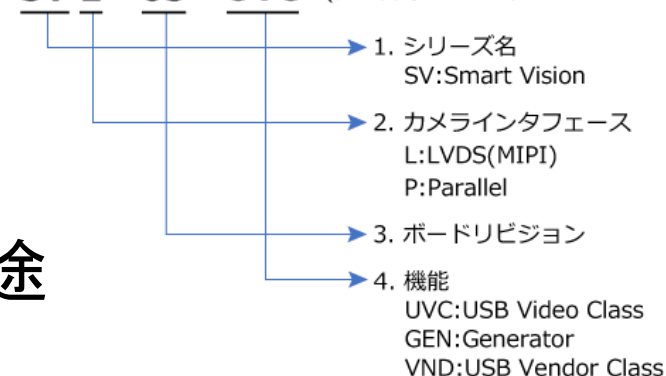 1. シリーズ名
SV:Smart Vision
2. カメラインタフェース
L:LVDS(MIPI)
P:Parallel
3. ボードリビジョン
途
4. 機能
UVC:USB Video Class
GEN:Generator
VND:USB Vendor Class